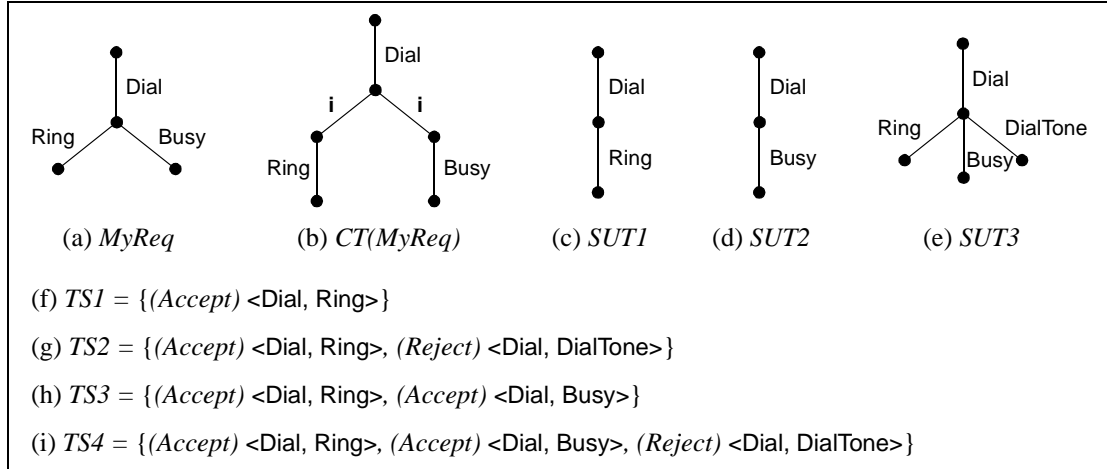 Dial
Ring
Busy
(a) MyReq
Dial
i
i
Ring
Busy
(b) CT(MyReq)
Dial
Ring
(c) SUT1
Dial
Busy
(d) SUT2
Dial
Ring
Busy
DialTone
(e) SUT3
(f) TS1 = {(Accept) <Dial, Ring>}
(g) TS2 = {(Accept) <Dial, Ring>, (Reject) <Dial, DialTone>}
(h) TS3 = {(Accept) <Dial, Ring>, (Accept) <Dial, Busy>}
(i) TS4 = {(Accept) <Dial, Ring>, (Accept) <Dial, Busy>, (Reject) <Dial, DialTone>}